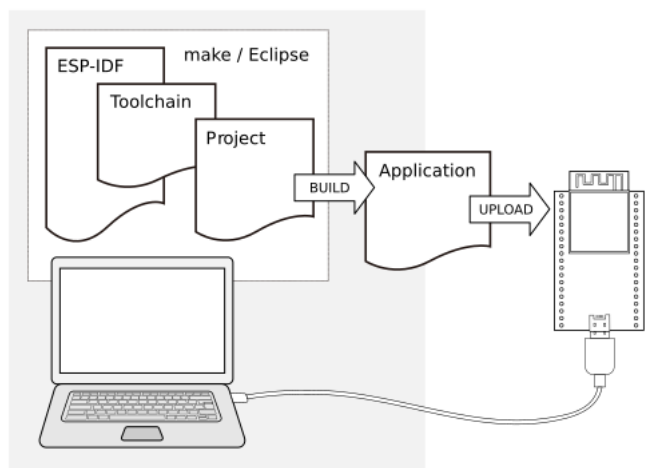 make / Eclipse
ESP-IDF
Toolchain
Project
BUILD
Application
UPLOAD